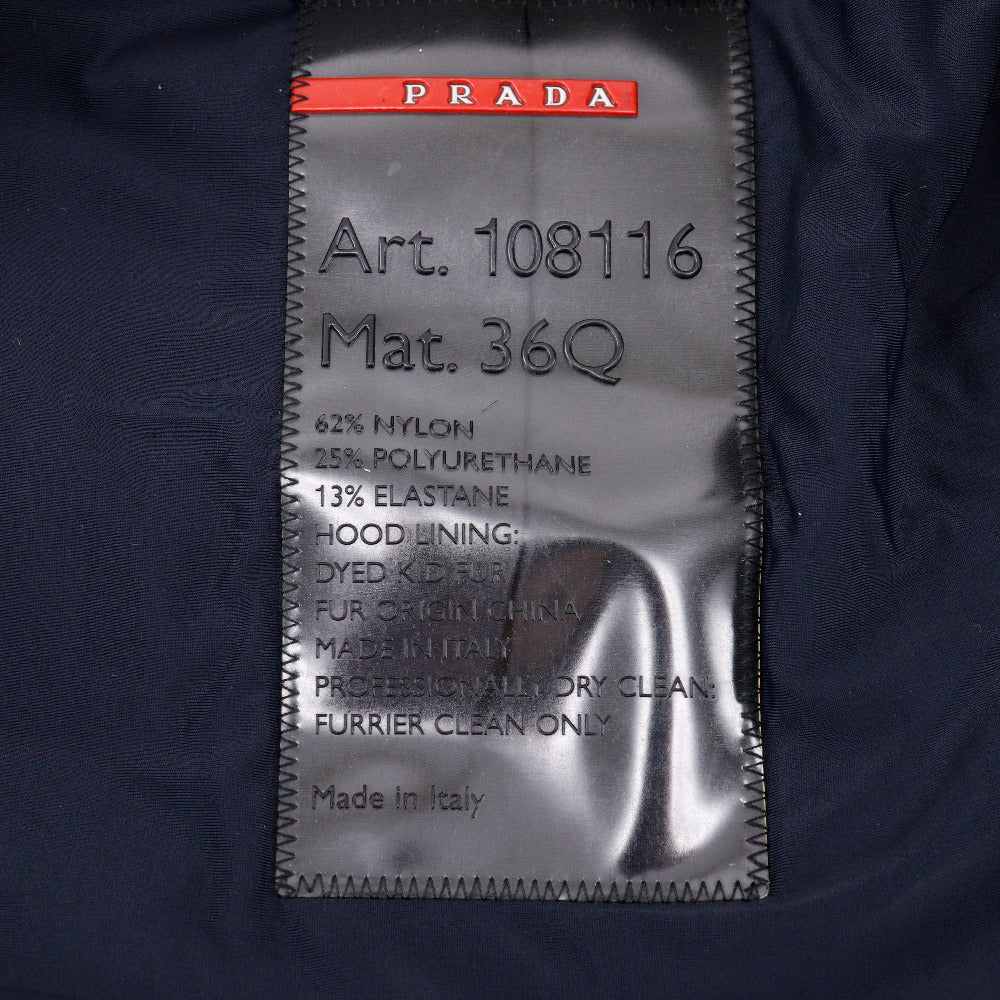 PRADA
Art. 108116
Mat. 36Q
62% NYLON
25% POLYURETHANE
13% ELASTANE
HOOD LINING:
DYED KID FUR
FUR ORIGIN CHINA
MADE IN ITALY
PROFESSIONALLY DRY CLEAN:
FURRIER CLEAN ONLY
Made in Italy